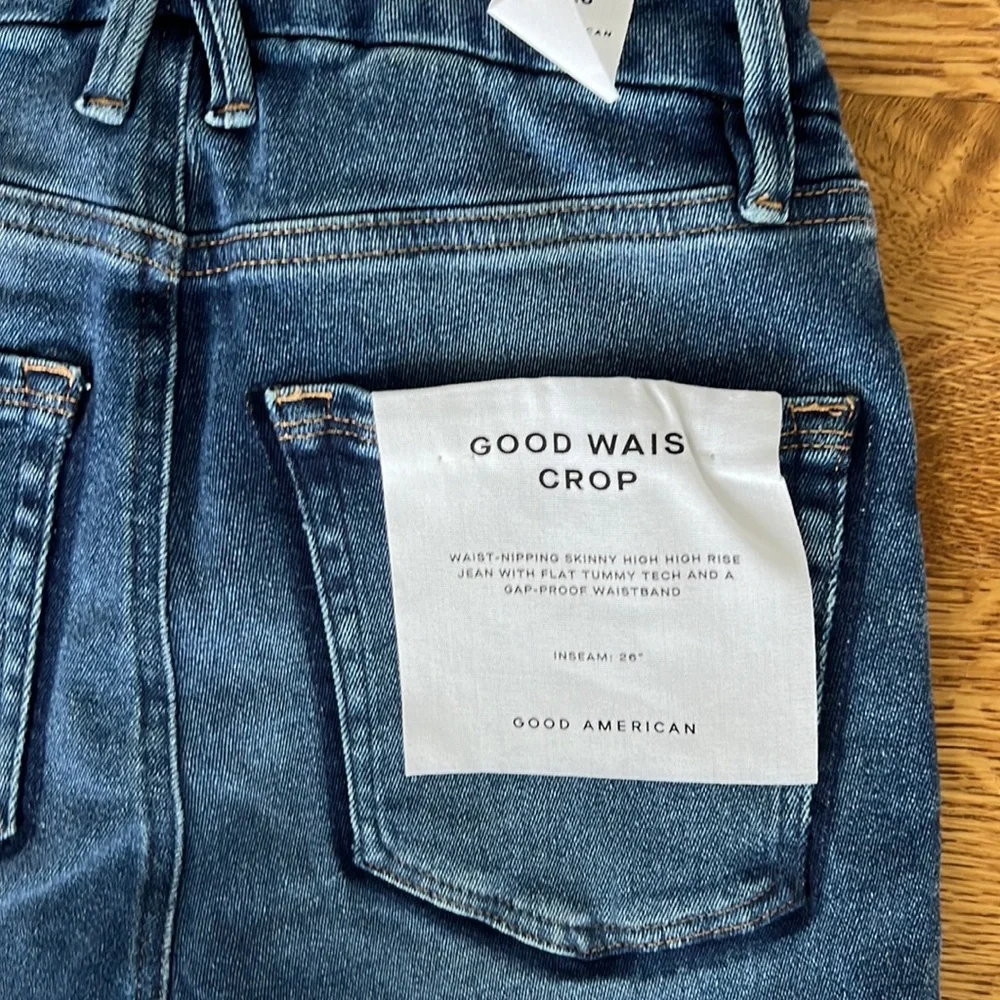 EAN
GOOD WAIS
CROP
WAIST-NIPPING SKINNY HIGH HIGH RISE
JEAN WITH FLAT TUMMY TECH AND A
GAP-PROOF WAISTBAND
INSEAM: 26"
GOOD AMERICAN